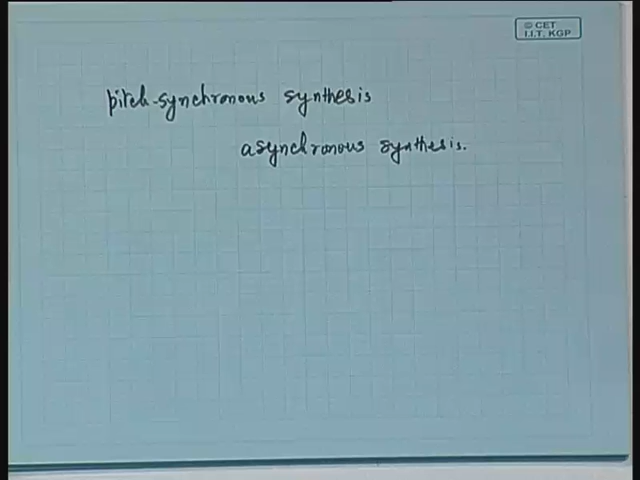 © CET
I.I.T. KGP
pitch-synchronous synthesis
asynchronous synthesis.